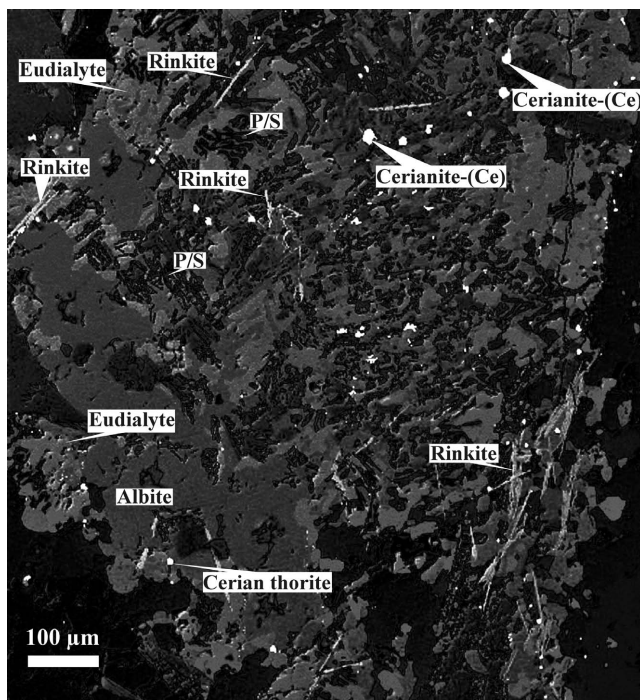 Rinkite
Eudialyte
Cerianite-(Ce)
P/S
Rinkite
Rinkite
Cerianite-(Ce)
P/S
Eudialyte
Rinkite
Albite
Cerian thorite
100 µm